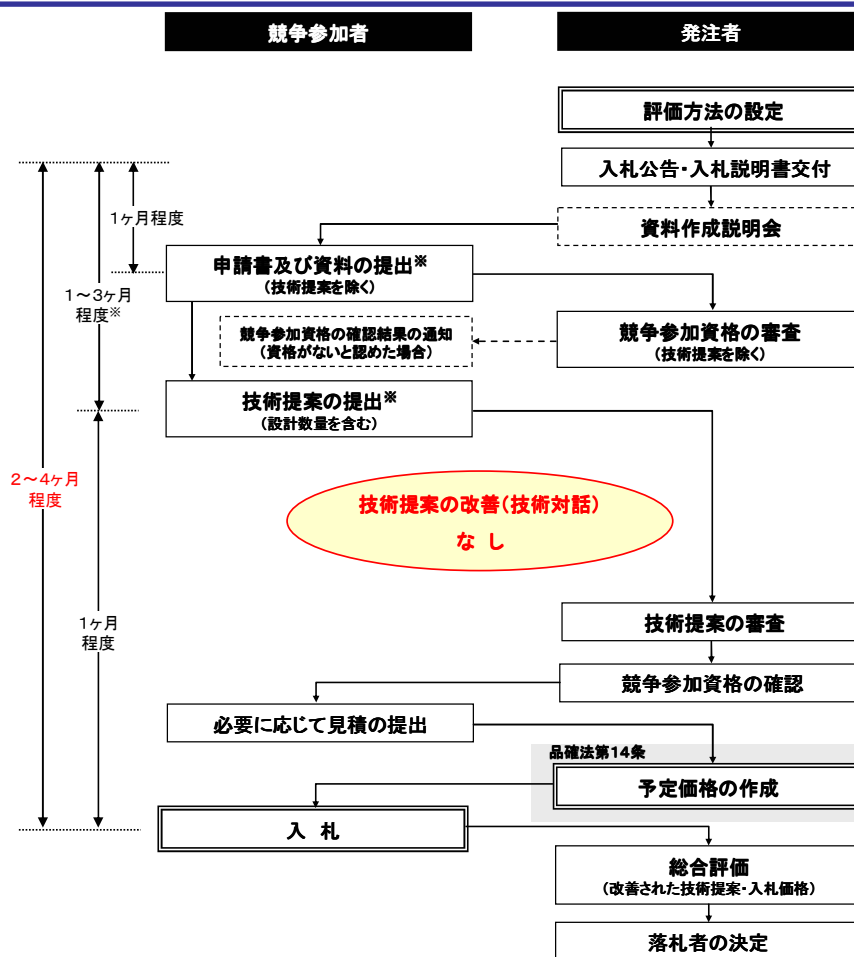 競争参加者
発注者
評価方法の設定
入札公告・入札説明書交付
1ヶ月程度
資料作成説明会
申請書及び資料の提出※
(技術提案を除く)
1～3ヶ月
程度※
競争参加資格の確認結果の通知
(資格がないと認めた場合)
競争参加資格の審査
(技術提案を除く)
技術提案の提出※
(設計数量を含む)
2～4ヶ月
程度
技術提案の改善(技術対話)
な し
1ヶ月
程度
技術提案の審査
競争参加資格の確認
必要に応じて見積の提出
品確法第14条
予定価格の作成
入 札
総合評価
(改善された技術提案・入札価格)
落札者の決定